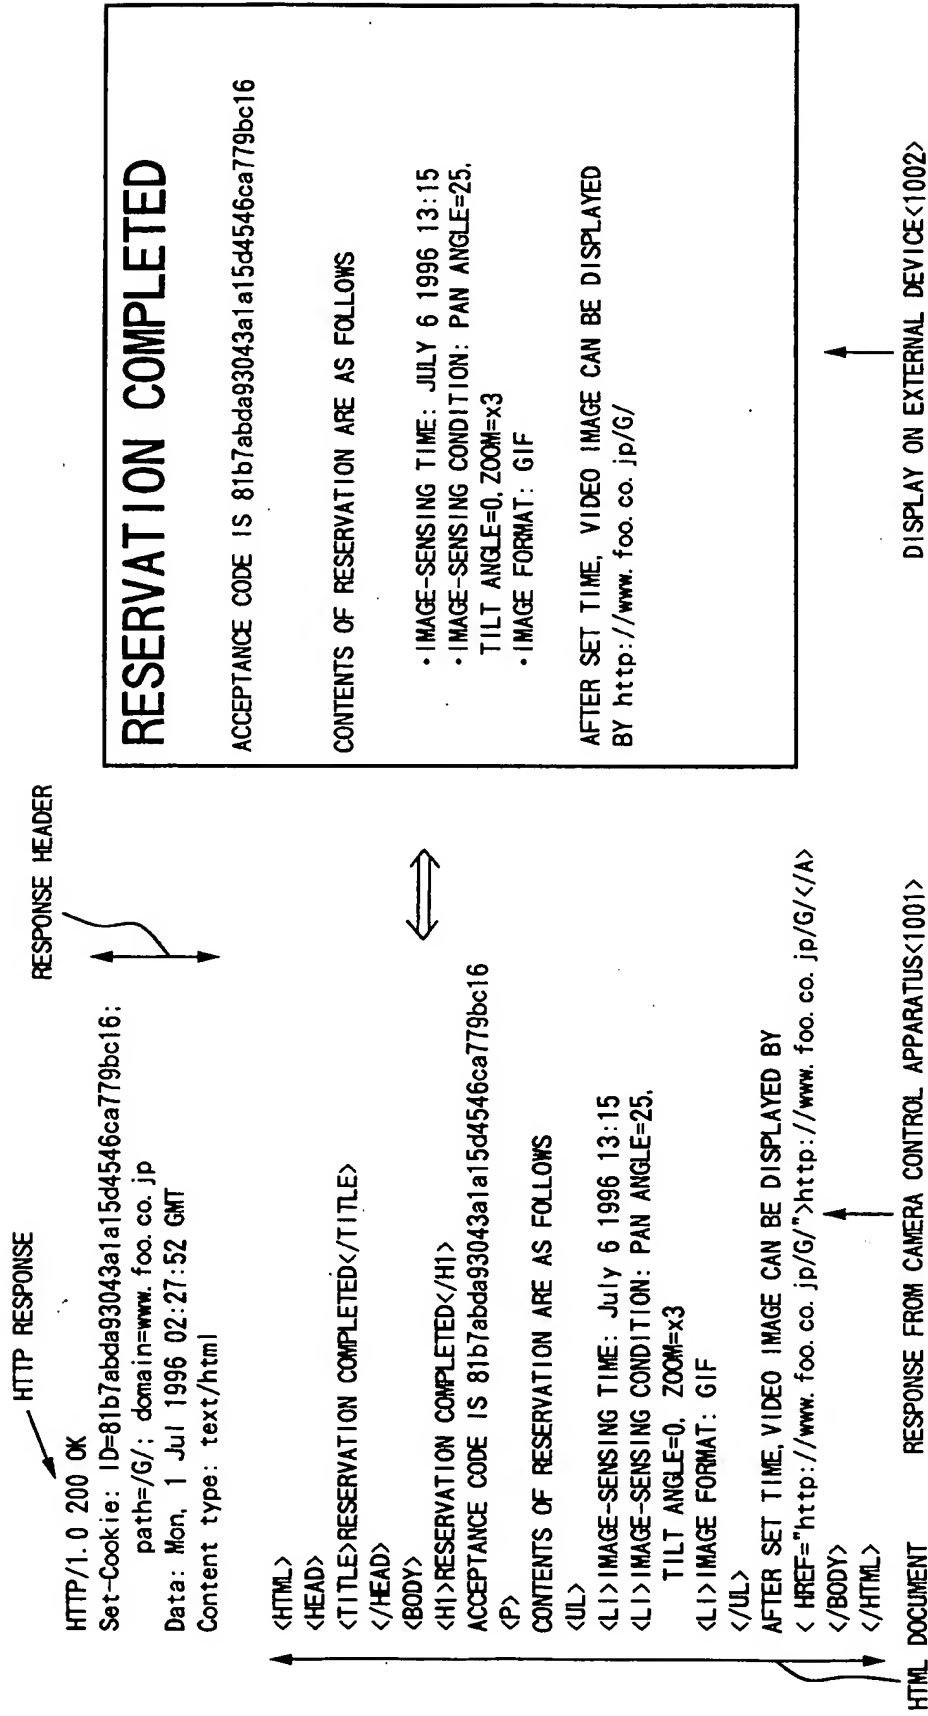 HTTP RESPONSE
HTTP/1.0 200 OK
Set-Cookie: ID=81b7abda93043a1a15d4546ca779bc16;
path=/G/; domain=www.foo.co.jp
Data: Mon, 1 Jul 1996 02:27:52 GMT
Content type: text/html
RESPONSE HEADER
<HTML>
<HEAD>
<TITLE>RESERVATION COMPLETED</TITLE>
</HEAD>
<BODY>
<H1>RESERVATION COMPLETED</H1>
ACCEPTANCE CODE IS 81b7abda93043a1a15d4546ca779bc16
<P>
CONTENTS OF RESERVATION ARE AS FOLLOWS
<UL>
<LI>IMAGE-SENSING TIME: July 6 1996 13:15
<LI>IMAGE-SENSING CONDITION: PAN ANGLE=25,
TILT ANGLE=0, ZOOM=x3
<LI>IMAGE FORMAT: GIF
</UL>
AFTER SET TIME, VIDEO IMAGE CAN BE DISPLAYED BY
< HREF="http://www.foo.co.jp/G/">http://www.foo.co.jp/G/</A>
</BODY>
</HTML>
HTML DOCUMENT
RESPONSE FROM CAMERA CONTROL APPARATUS<1001>
RESERVATION COMPLETED
ACCEPTANCE CODE IS 81b7abda93043a1a15d4546ca779bc16
CONTENTS OF RESERVATION ARE AS FOLLOWS
・IMAGE-SENSING TIME: JULY 6 1996 13:15
・IMAGE-SENSING CONDITION: PAN ANGLE=25,
TILT ANGLE=0, ZOOM=x3
・IMAGE FORMAT: GIF
AFTER SET TIME, VIDEO IMAGE CAN BE DISPLAYED
BY http://www.foo.co.jp/G/
DISPLAY ON EXTERNAL DEVICE<1002>